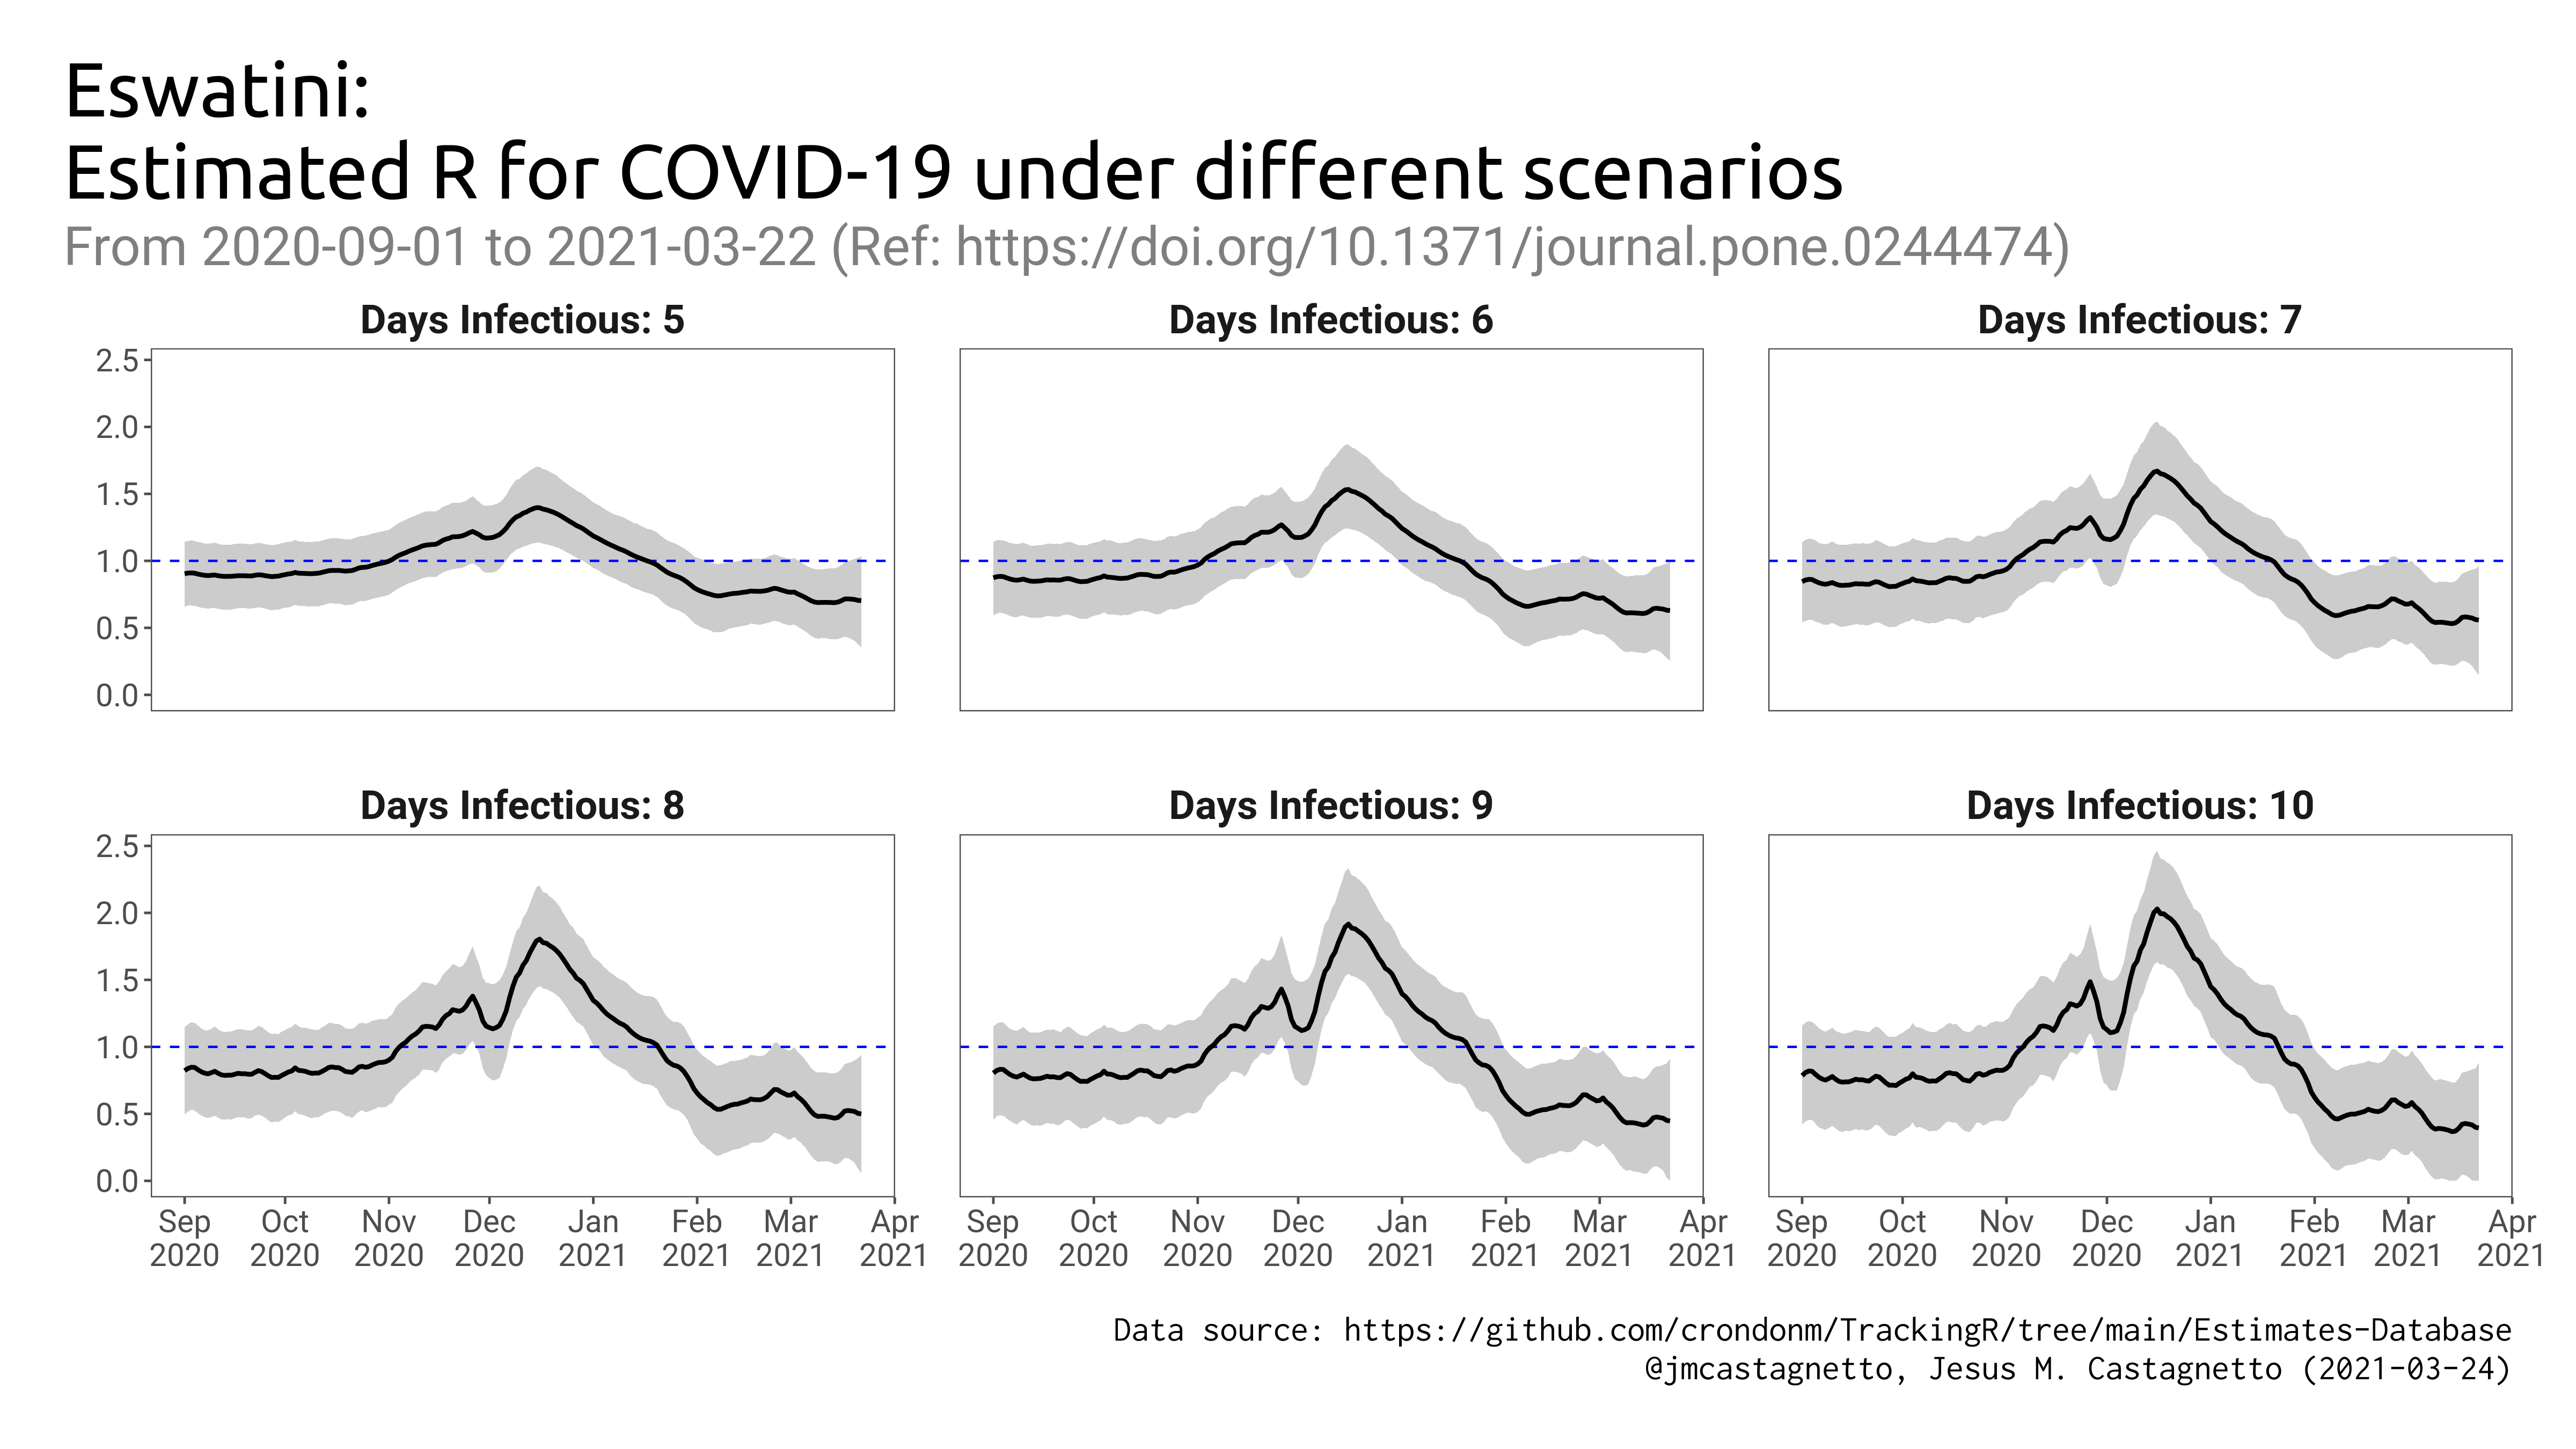 Eswatini:
Estimated R for COVID-19 under different scenarios
From 2020-09-01 to 2021-03-22 (Ref: https://doi.org/10.1371/journal.pone.0244474)
Days Infectious: 5
Days Infectious: 6
Days Infectious: 7
2.5
2.0
1.5
1.0
0.5
0.0
Days Infectious: 8
Days Infectious: 9
Days Infectious: 10
2.5
2.0
1.5
1.0
0.5
0.0
Sep Oct Nov Dec Jan Feb Mar Apr
2020 2020 2020 2020 2021 2021 2021 2021
Sep Oct Nov Dec Jan Feb Mar Apr
2020 2020 2020 2020 2021 2021 2021 2021
Sep Oct Nov Dec Jan Feb Mar Apr
2020 2020 2020 2020 2021 2021 2021 2021
Data source: https://github.com/crondonm/TrackingR/tree/main/Estimates-Database
@jmcastagnetto, Jesus M. Castagnetto (2021-03-24)